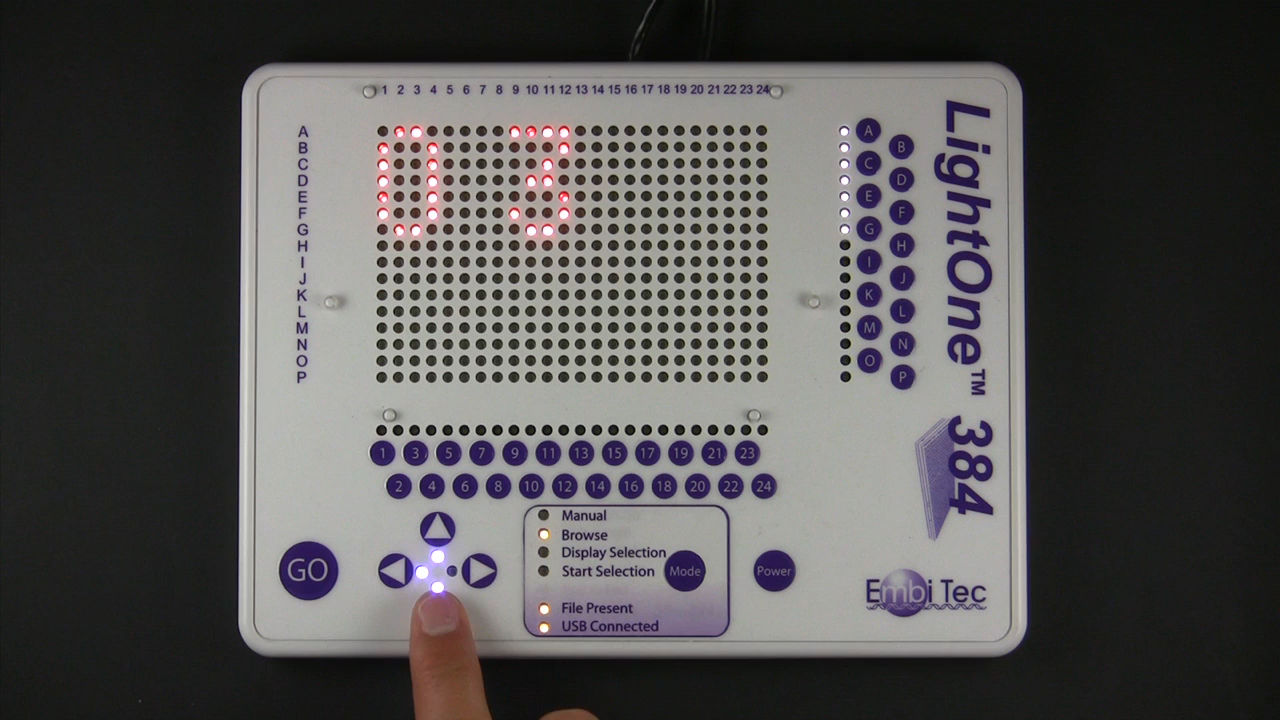 1 2 3 4 5 6 7 8 9 10 11 12 13 14 15 16 17 18 19 20 21 22 23 24
A
B
C
D
E
F
G
H
I
J
K
L
M
N
O
P
03
A
B
C
D
E
F
G
H
I
J
K
L
M
N
O
P
LightOne™ 384
1 3 5 7 9 11 13 15 17 19 21 23
2 4 6 8 10 12 14 16 18 20 22 24
GO
Manual
Browse
Display Selection
Start Selection
File Present
USB Connected
Mode
Power
Embi Tec